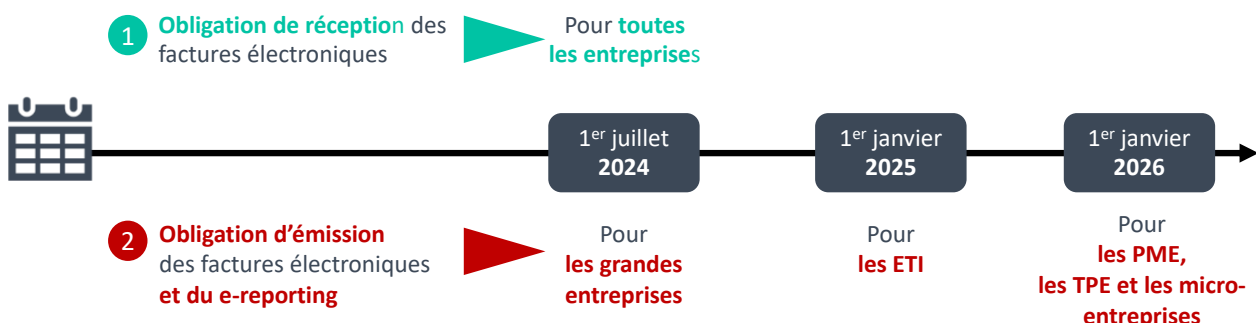 1
Obligation de réception des
factures électroniques
Pour toutes
les entreprises
1er juillet
2024
1er janvier
2025
1er janvier
2026
2
Obligation d’émission
des factures électroniques
et du e-reporting
Pour
les grandes
entreprises
Pour
les ETI
Pour
les PME,
les TPE et les micro-
entreprises